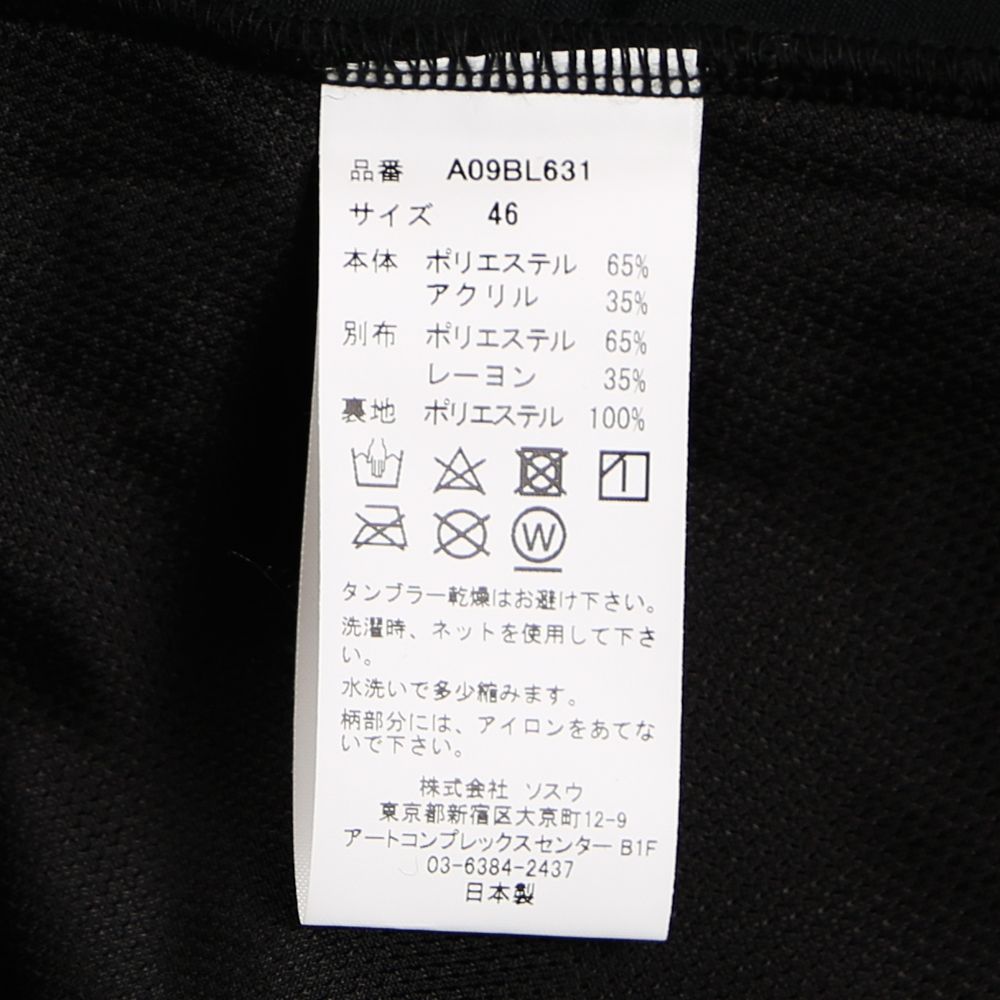 品番 A09BL631
サイズ 46
本体 ポリエステル 65%
アクリル 35%
別布 ポリエステル 65%
レーヨン 35%
裏地 ポリエステル 100%
W
タンブラー乾燥はお避け下さい。
洗濯時、ネットを使用して下さ
い。
水洗いで多少縮みます。
柄部分には、アイロンをあてな
いで下さい。
株式会社 ソスウ
東京都新宿区大京町12-9
アートコンプレックスセンター B1F
03-6384-2437
日本製